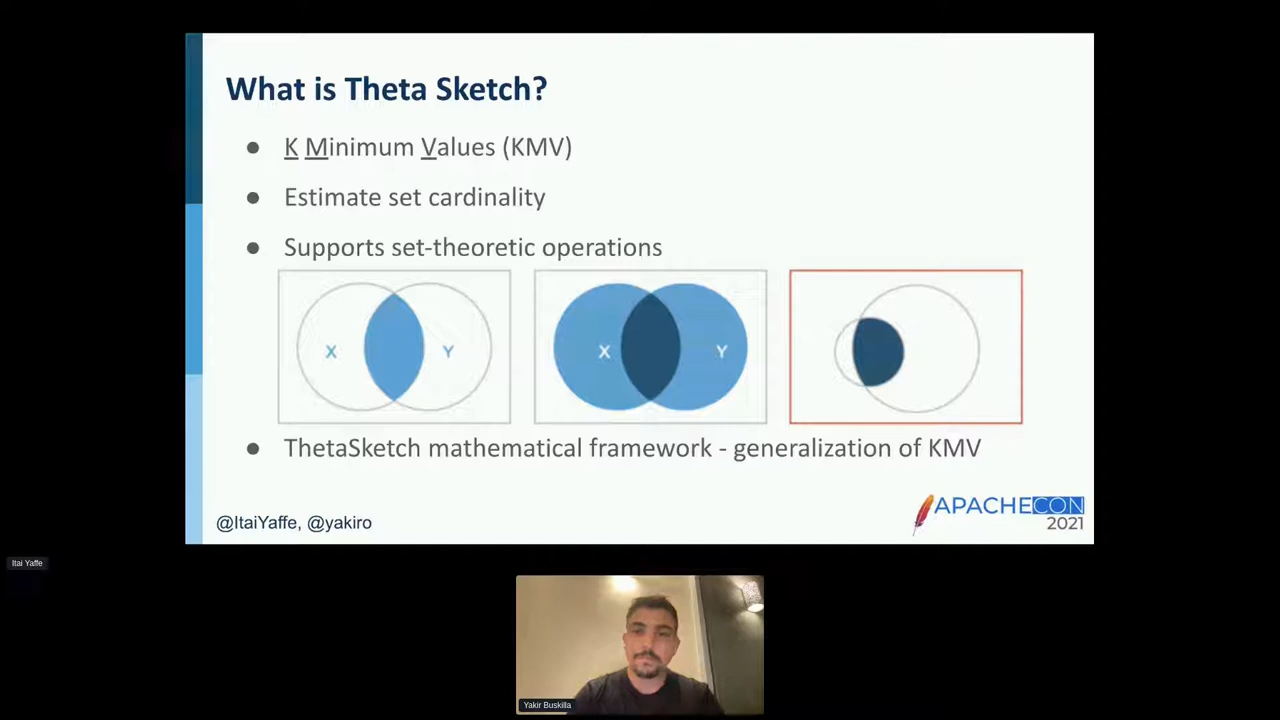 What is Theta Sketch?
● K Minimum Values (KMV)
● Estimate set cardinality
● Supports set-theoretic operations
X Y
X Y
● ThetaSketch mathematical framework - generalization of KMV
@ItaiYaffe, @yakiro
APACHECON
2021
Itai Yaffe
Yakir Buskilla